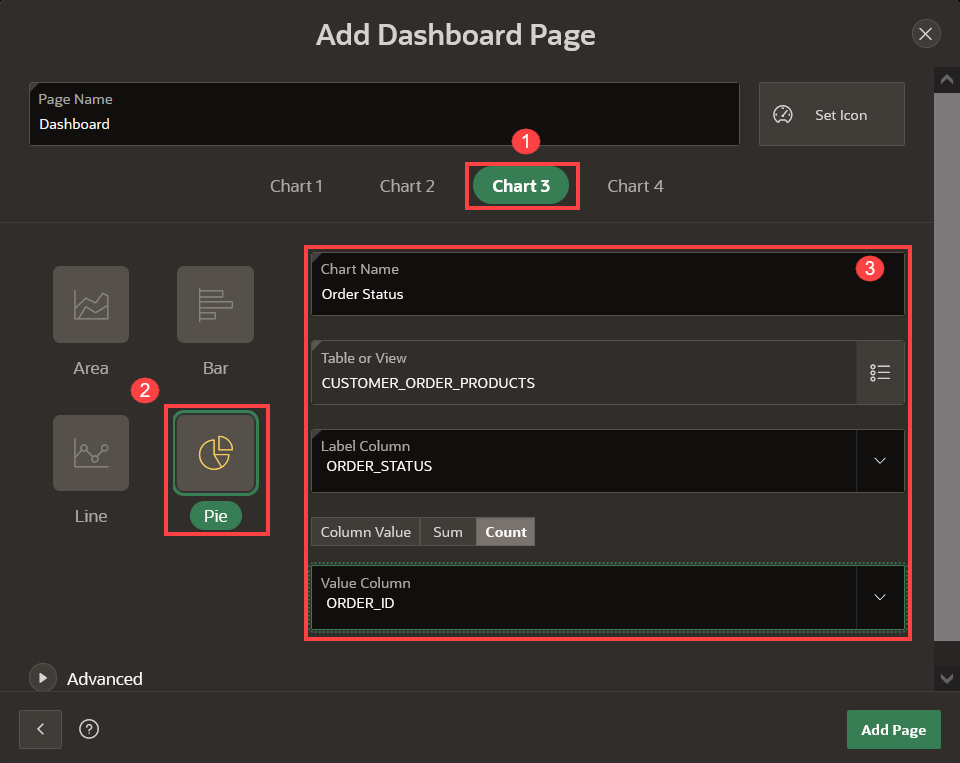 Add Dashboard Page
Page Name
Dashboard
Set Icon
1
Chart 1
Chart 2
Chart 3
Chart 4
Area
Bar
2
Line
Pie
3
Chart Name
Order Status
Table or View
CUSTOMER_ORDER_PRODUCTS
Label Column
ORDER_STATUS
Column Value
Sum
Count
Value Column
ORDER_ID
Advanced
?
Add Page